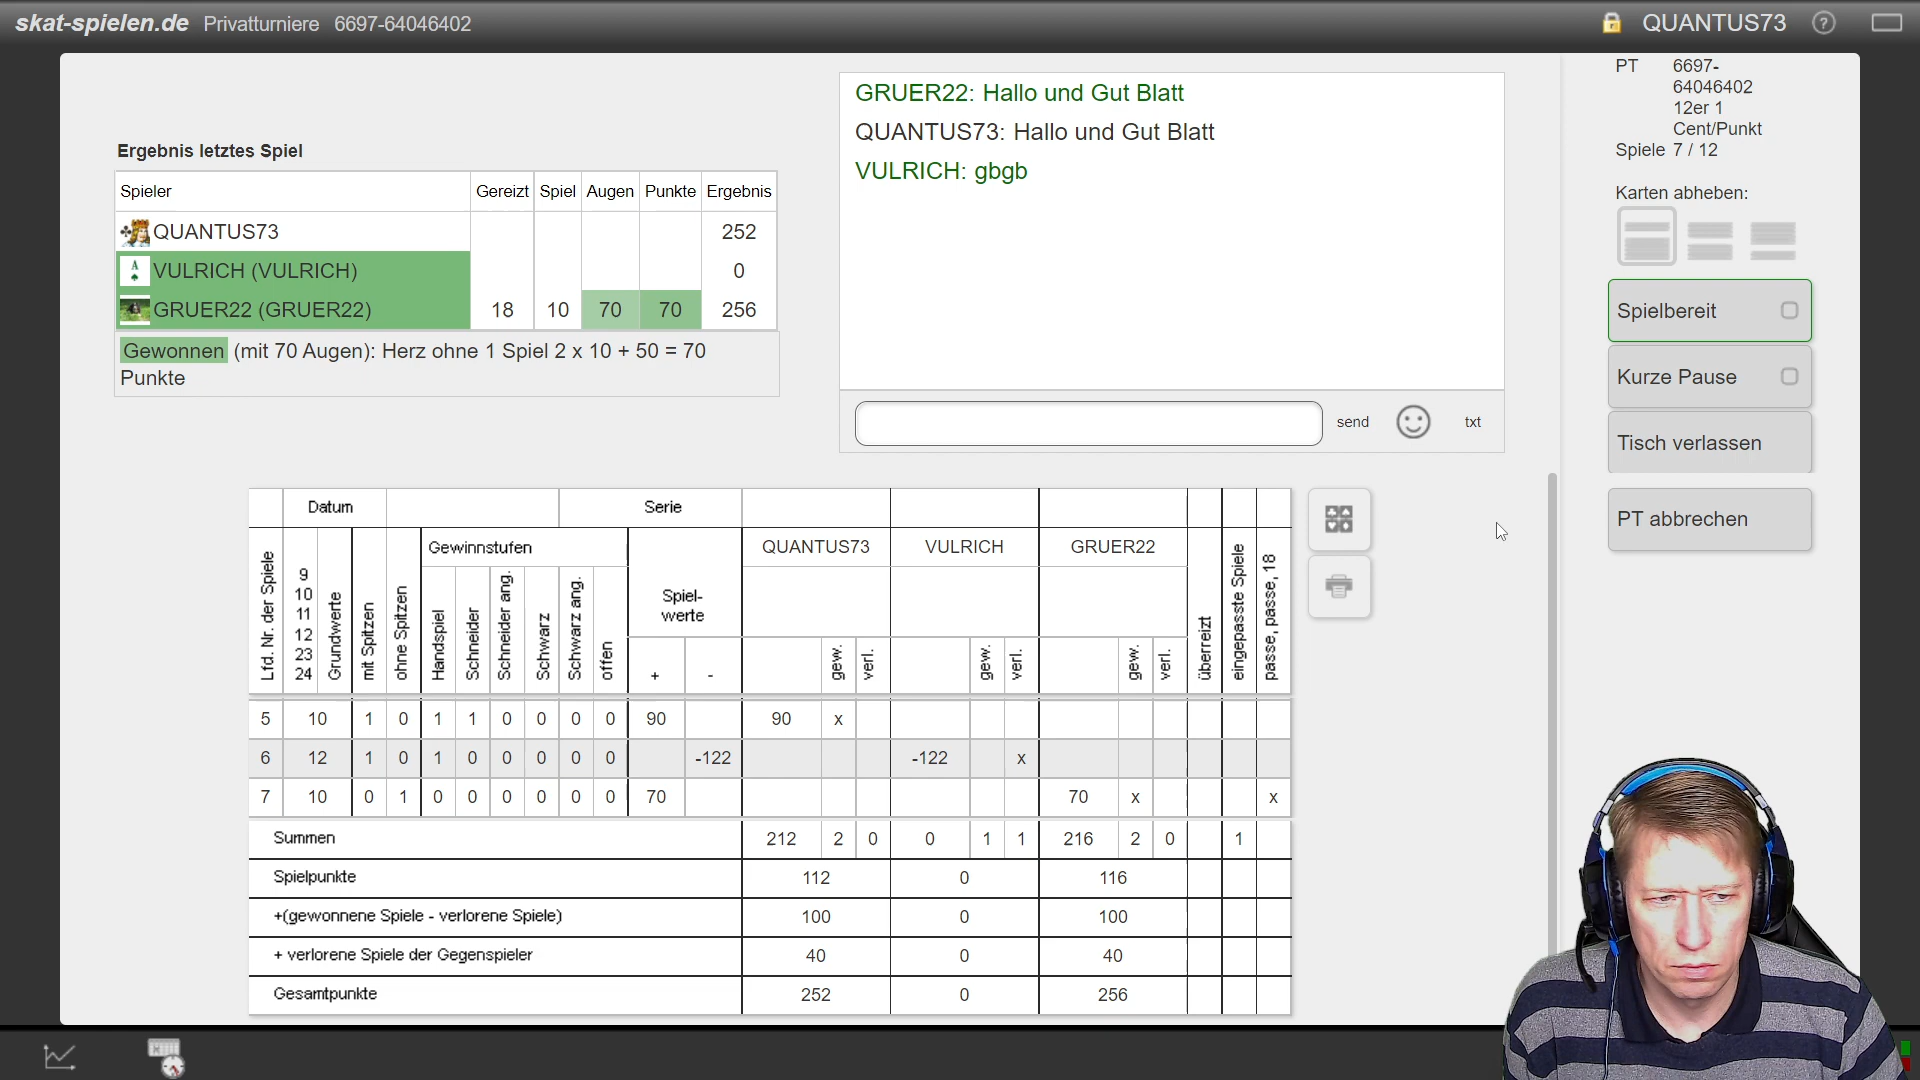 skat-spielen.de Privatturniere 6697-64046402
QUANTUS73 ?
Ergebnis letztes Spiel
Spieler Gereizt Spiel Augen Punkte Ergebnis
QUANTUS73 252
VULRICH (VULRICH) 0
GRUER22 (GRUER22) 18 10 70 70 256
Gewonnen (mit 70 Augen): Herz ohne 1 Spiel 2 x 10 + 50 = 70
Punkte
GRUER22: Hallo und Gut Blatt
QUANTUS73: Hallo und Gut Blatt
VULRICH: gbgb
send txt
PT 6697-
64046402
12er 1
Cent/Punkt
Spiele 7 / 12
Karten abheben:
Spielbereit
Kurze Pause
Tisch verlassen
PT abbrechen
Datum Serie
Lfd. Nr. der Spiele
9
10
11
12
23
24
Grundwerte
mit Spitzen
ohne Spitzen
Gewinnstufen
Handspiel
Schneider
Schneider ang.
Schwarz
Schwarz ang.
offen
Spiel-
werte
+ -
QUANTUS73 VULRICH GRUER22
gew. verl. gew. verl. gew. verl.
überreizt
eingepasste Spiele
passe, passe, 18
5 10 1 0 1 1 0 0 0 0 90 90 x
6 12 1 0 1 0 0 0 0 0 -122 -122 x
7 10 0 1 0 0 0 0 0 0 70 70 x x
Summen 212 2 0 0 1 1 216 2 0 1
Spielpunkte 112 0 116
+(gewonnene Spiele - verlorene Spiele) 100 0 100
+ verlorene Spiele der Gegenspieler 40 0 40
Gesamtpunkte 252 0 256